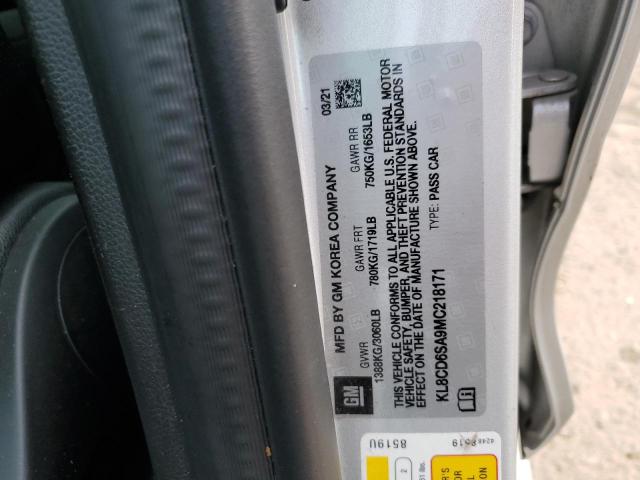 MFD BY GM KOREA COMPANY
03/21
GVWR
GAWR FRT
GAWR RR
1388KG/3060LB
780KG/1719LB
750KG/1653LB
THIS VEHICLE CONFORMS TO ALL APPLICABLE U.S. FEDERAL MOTOR
VEHICLE SAFETY, BUMPER, AND THEFT PREVENTION STANDARDS IN
EFFECT ON THE DATE OF MANUFACTURE SHOWN ABOVE.
KL8CD6SA9MC218171
TYPE: PASS CAR
GM
8519U
2
lbs.